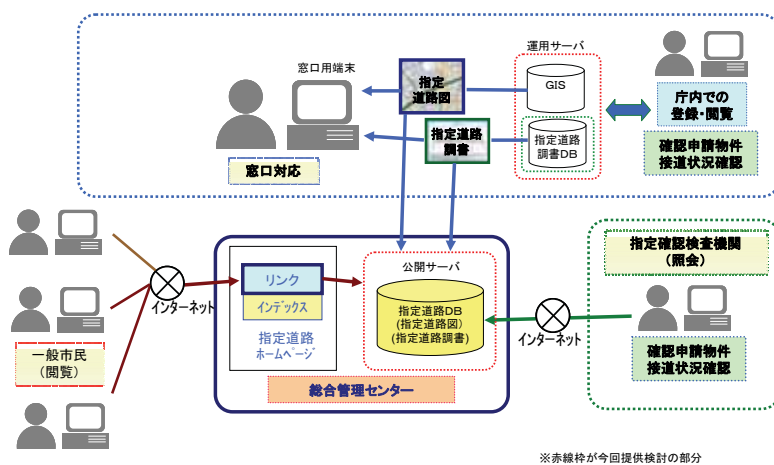 窓口用端末
指定
道路図
運用サーバ
GIS
庁内での
登録・閲覧
指定道路
調書
指定道路
調書DB
確認申請物件
接道状況確認
窓口対応
公開サーバ
指定確認検査機関
(照会)
リンク
インデックス
指定道路
ホームページ
指定道路DB
(指定道路図)
(指定道路調書)
インターネット
インターネット
一般市民
(閲覧)
確認申請物件
接道状況確認
総合管理センター
※赤線枠が今回提供検討の部分